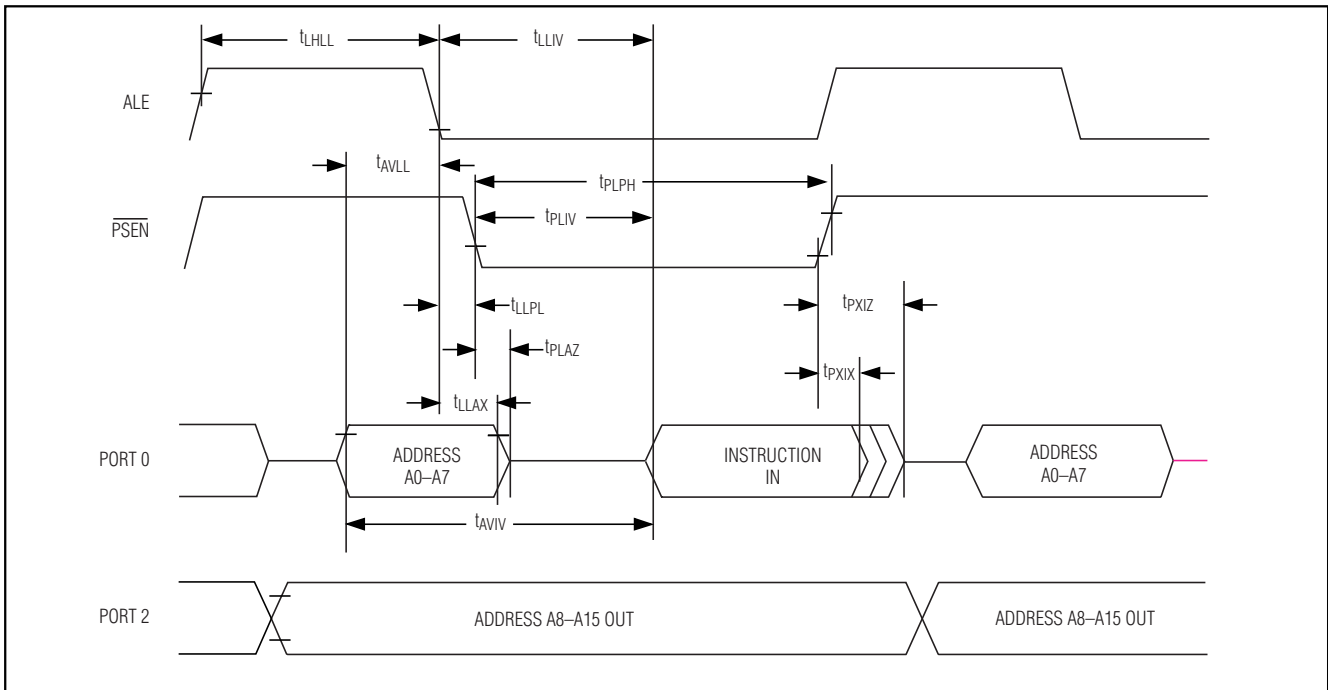 tLHLL
tLLIV
ALE
tAVLL
tPLPH
PSEN
tPLIV
tLLPL
tPXIZ
tPLAZ
tPXIX
tLLAX
PORT 0
ADDRESS
A0–A7
INSTRUCTION
IN
ADDRESS
A0–A7
tAVIV
PORT 2
ADDRESS A8–A15 OUT
ADDRESS A8–A15 OUT